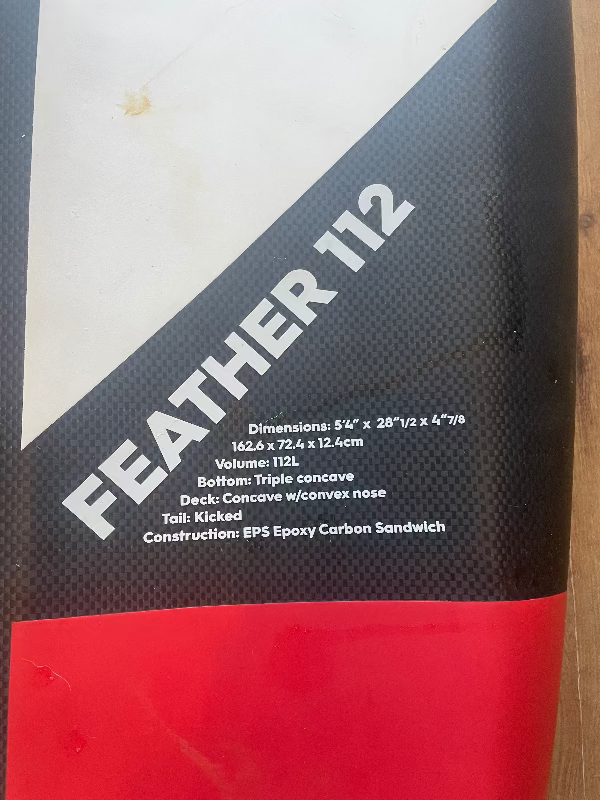 FEATHER 112
Dimensions: 5'4" x 28"1/2 x 4"7/8
162.6 x 72.4 x 12.4cm
Volume: 112L
Bottom: Triple concave
Deck: Concave w/convex nose
Tail: Kicked
Construction: EPS Epoxy Carbon Sandwich